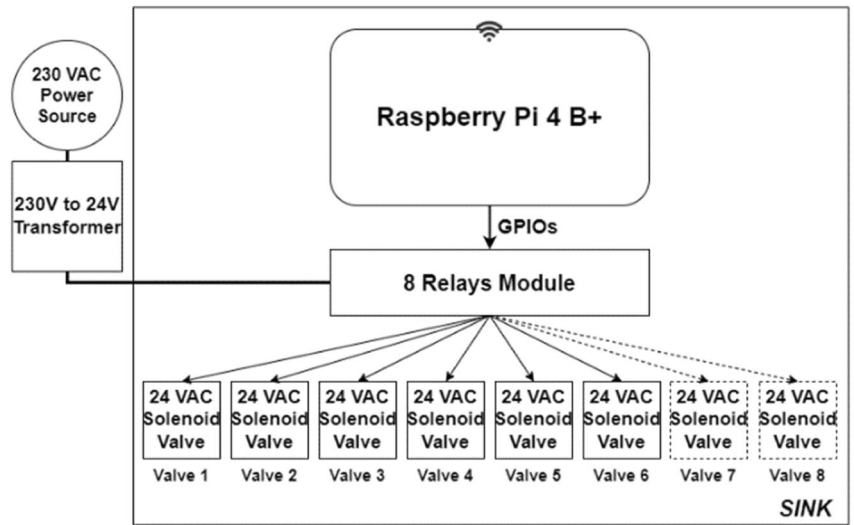 230 VAC
Power
Source
230V to 24V
Transformer
Raspberry Pi 4 B+
GPIOs
8 Relays Module
24 VAC
Solenoid
Valve
Valve 1
24 VAC
Solenoid
Valve
Valve 2
24 VAC
Solenoid
Valve
Valve 3
24 VAC
Solenoid
Valve
Valve 4
24 VAC
Solenoid
Valve
Valve 5
24 VAC
Solenoid
Valve
Valve 6
24 VAC
Solenoid
Valve
Valve 7
24 VAC
Solenoid
Valve
Valve 8
SINK